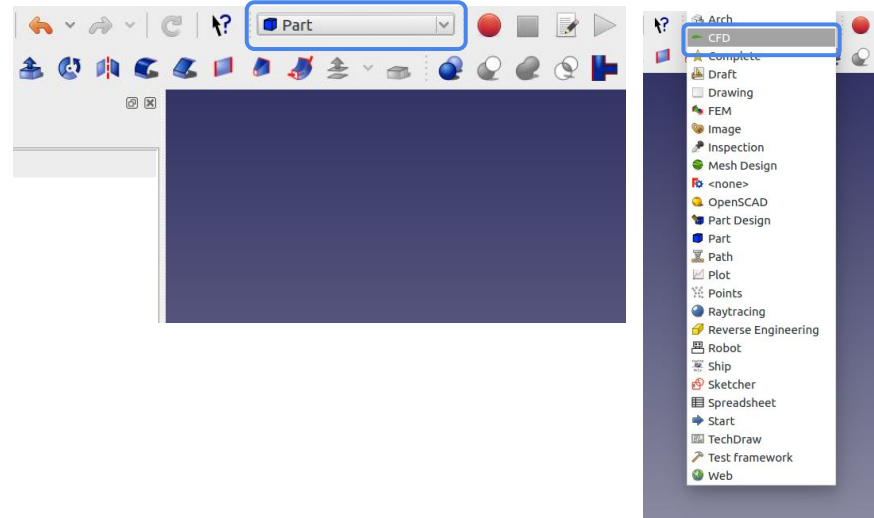 Part
Arch
CFD
Complete
Draft
Drawing
FEM
Image
Inspection
Mesh Design
<none>
OpenSCAD
Part Design
Part
Path
Plot
Points
Raytracing
Reverse Engineering
Robot
Ship
Sketcher
Spreadsheet
Start
TechDraw
Test framework
Web